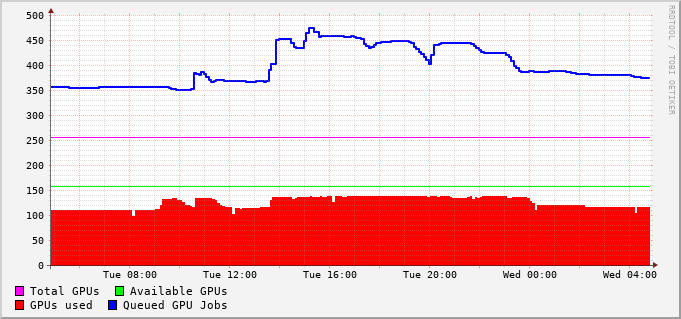 500
450
400
350
300
250
200
150
100
50
0
Tue 08:00 Tue 12:00 Tue 16:00 Tue 20:00 Wed 00:00 Wed 04:00
Total GPUs Available GPUs
GPUs used Queued GPU Jobs
RRDTOOL / TOBI OETIKER